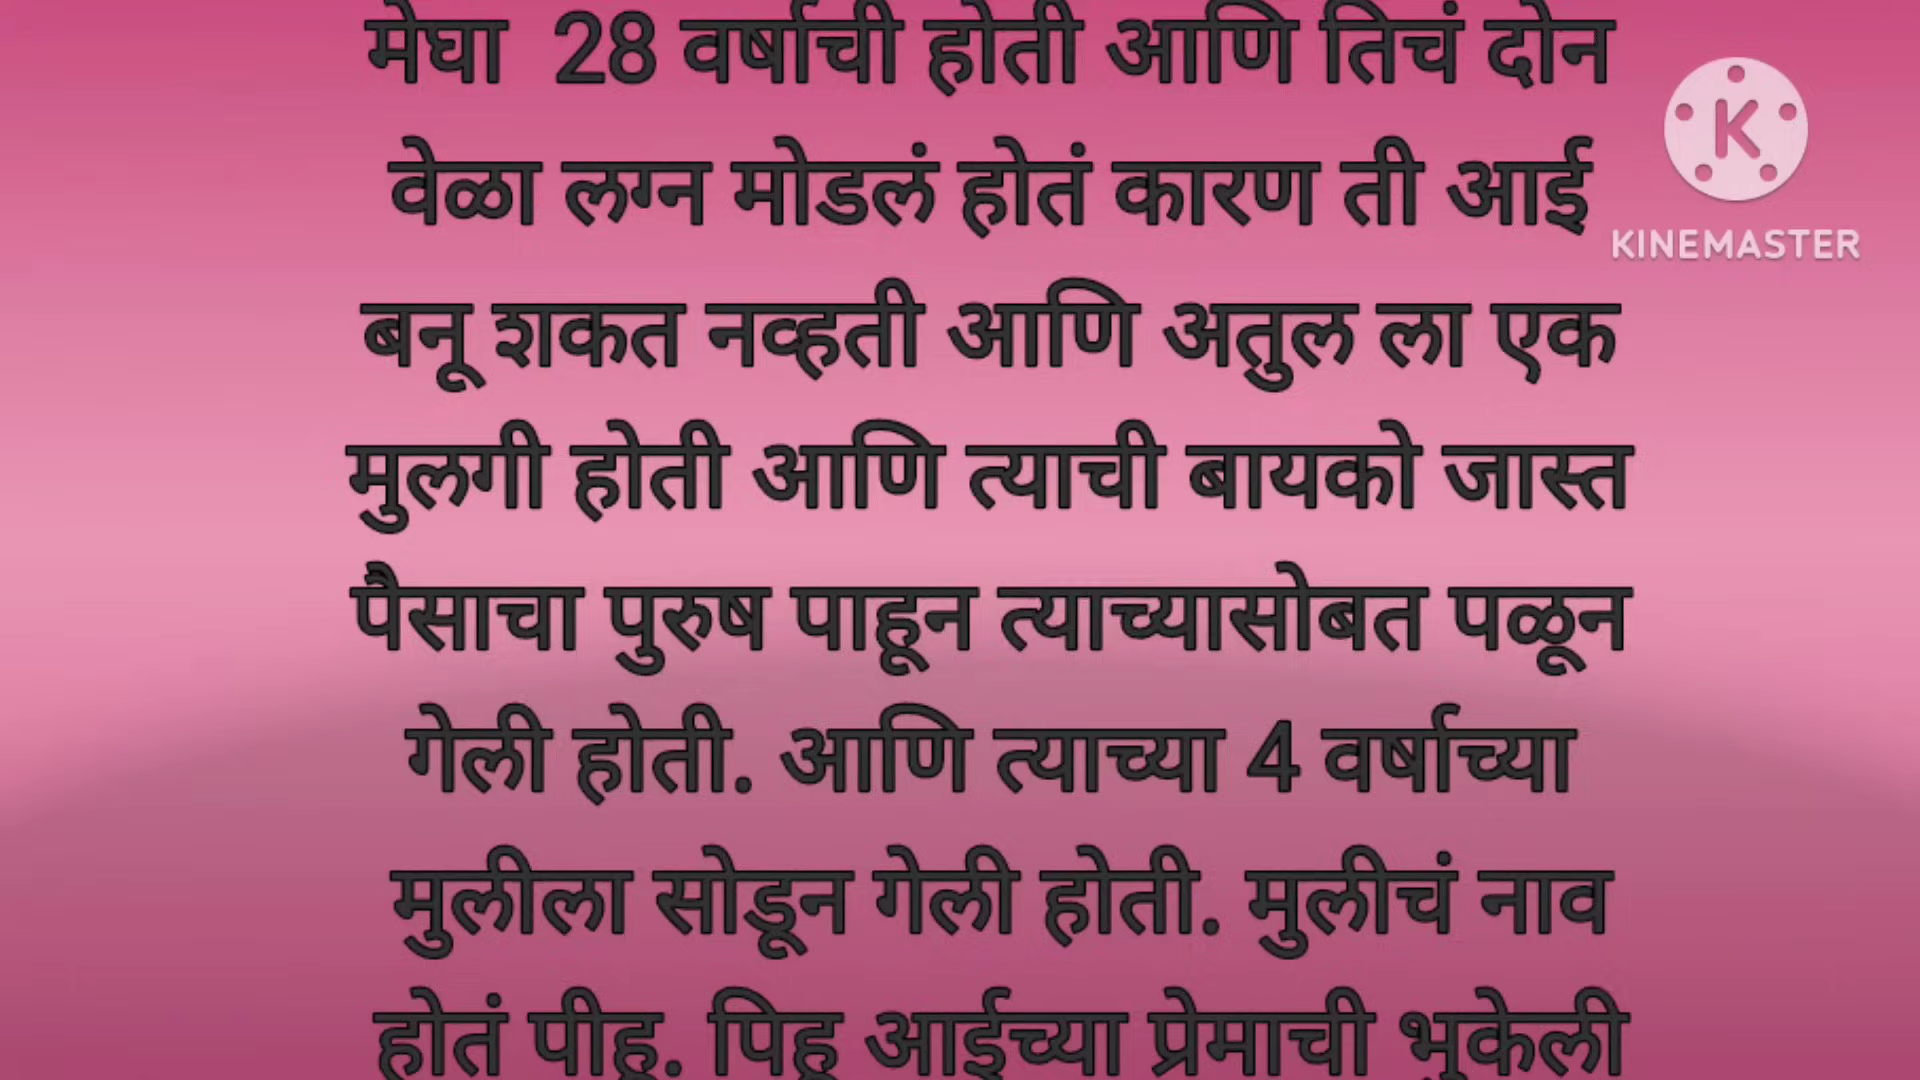 मेघा 28 वर्षाची होती आणि तिचं दोन
वेळा लग्न मोडलं होतं कारण ती आई
बनू शकत नव्हती आणि अतुल ला एक
मुलगी होती आणि त्याची बायको जास्त
पैसाचा पुरुष पाहून त्याच्यासोबत पळून
गेली होती. आणि त्याच्या 4 वर्षाच्या
मुलीला सोडून गेली होती. मुलीचं नाव
होतं पीहू. पिहू आईच्या प्रेमाची भुकेली
K
KINEMASTER